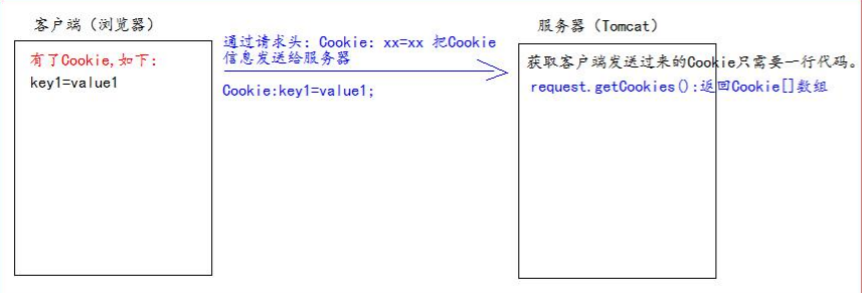 客户端（浏览器）
有了Cookie,如下:
key1=value1
通过请求头: Cookie: xx=xx 把Cookie
信息发送给服务器
Cookie:key1=value1;
服务器（Tomcat）
获取客户端发送过来的Cookie只需要一行代码。
request.getCookies():返回Cookie[]数组